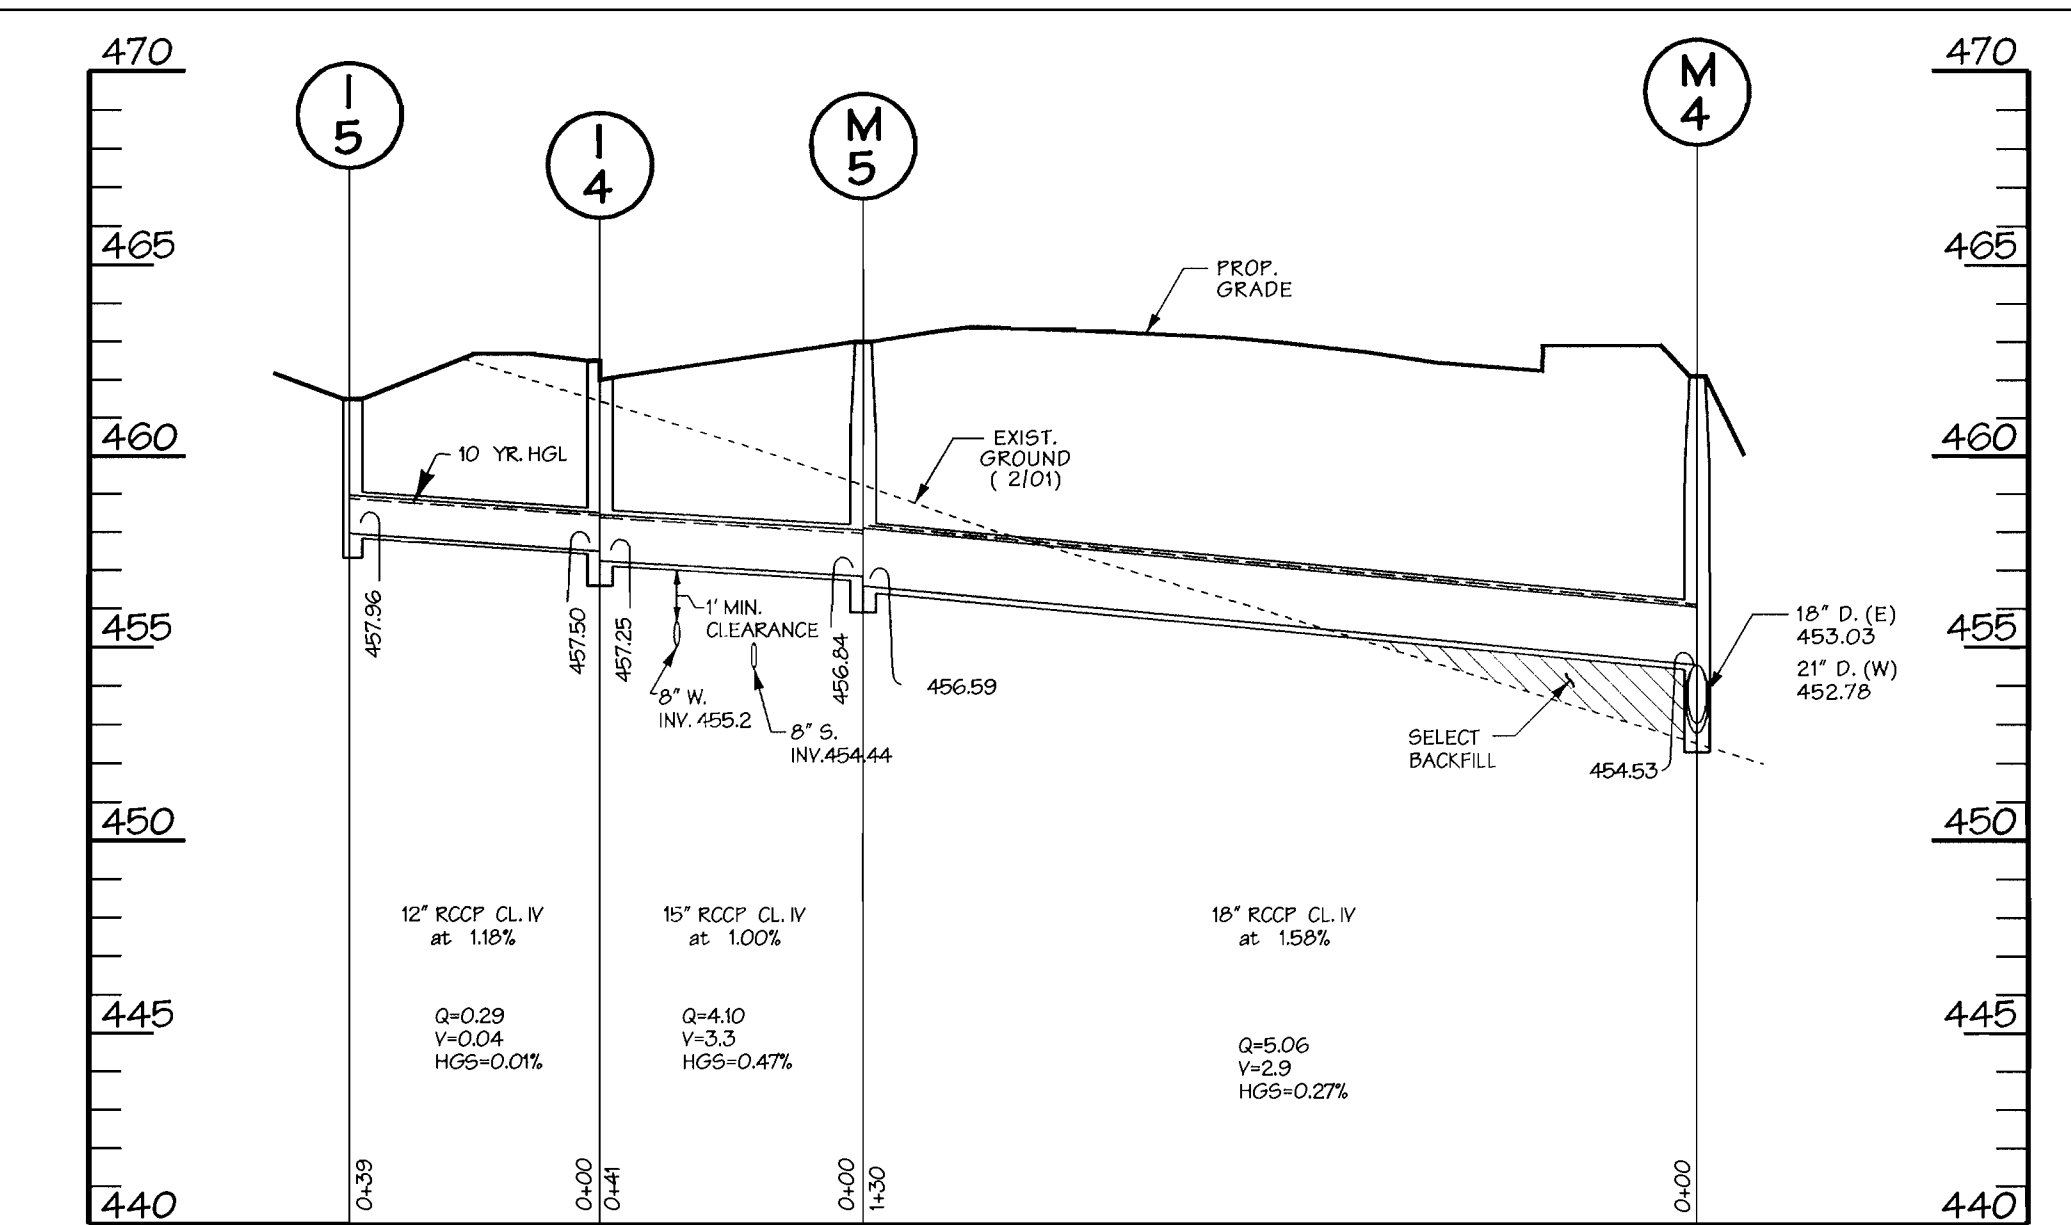 470
465
460
455
450
445
440
I
5
I
4
M
5
M
4
470
465
460
455
450
445
440
PROP.
GRADE
10 YR. HGL
EXIST.
GROUND
( 2/01)
457.96
457.50
457.25
1' MIN.
CLEARANCE
8" W.
INV. 455.2
8" S.
INV.454.44
456.84
456.59
SELECT
BACKFILL
454.53
18" D. (E)
453.03
21" D. (W)
452.78
12" RCCP CL. IV
at 1.18%
15" RCCP CL. IV
at 1.00%
18" RCCP CL. IV
at 1.58%
Q=0.29
V=0.04
HGS=0.01%
Q=4.10
V=3.3
HGS=0.47%
Q=5.06
V=2.9
HGS=0.27%
0+39
0+00
0+41
0+00
1+30
0+00